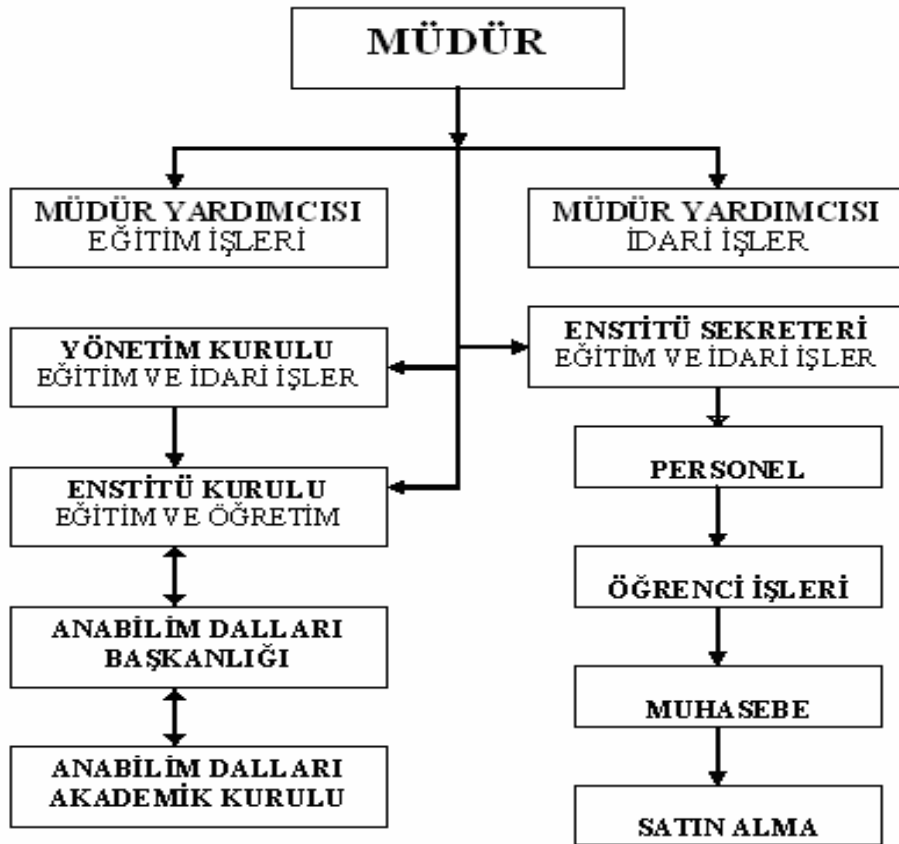 MÜDÜR
MÜDÜR YARDIMCISI
EĞİTİM İŞLERİ
MÜDÜR YARDIMCISI
İDARİ İŞLER
YÖNETİM KURULU
EĞİTİM VE İDARİ İŞLER
ENSTİTÜ SEKRETERİ
EĞİTİM VE İDARİ İŞLER
ENSTİTÜ KURULU
EĞİTİM VE ÖĞRETİM
PERSONEL
ÖĞRENCİ İŞLERİ
ANABİLİM DALLARI
BAŞKANLIĞI
MUHASEBE
ANABİLİM DALLARI
AKADEMİK KURULU
SATIN ALMA